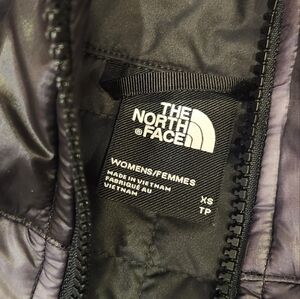 THE
NORTH
FACE
WOMENS/FEMMES
MADE IN VIETNAM
FABRIQUÉ AU
VIETNAM
XS
TP